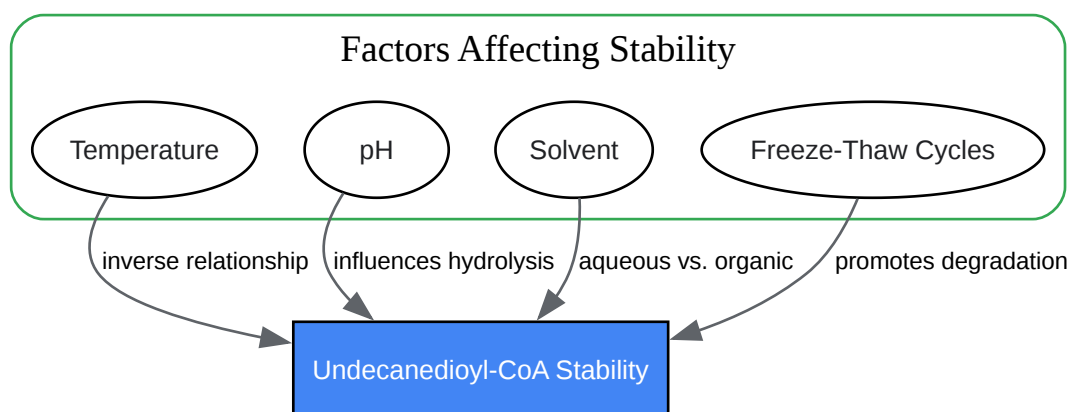 Factors Affecting Stability
Temperature
pH
Solvent
Freeze-Thaw Cycles
inverse relationship
influences hydrolysis
aqueous vs. organic
promotes degradation
Undecanedioyl-CoA Stability